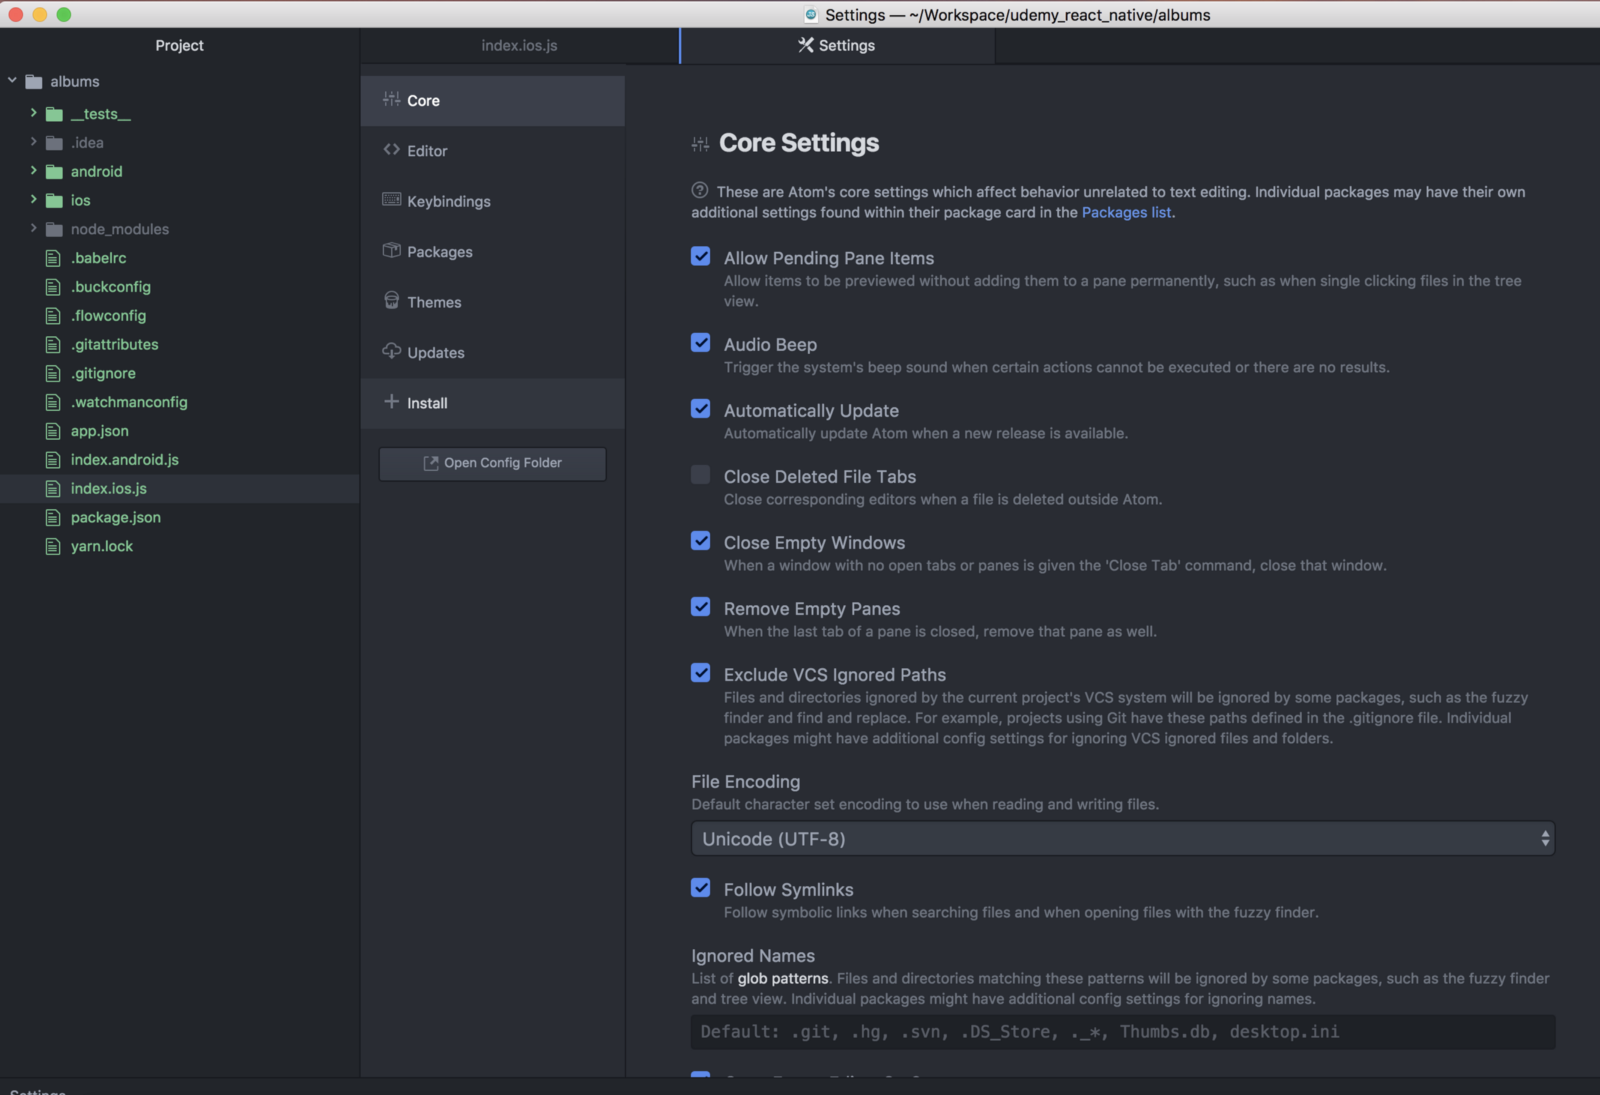 Settings — ~/Workspace/udemy_react_native/albums
Project
albums
__tests__
.idea
android
ios
node_modules
.babelrc
.buckconfig
.flowconfig
.gitattributes
.gitignore
.watchmanconfig
app.json
index.android.js
index.ios.js
package.json
yarn.lock
index.ios.js
Settings
Core
Editor
Keybindings
Packages
Themes
Updates
Install
Open Config Folder
Core Settings
These are Atom's core settings which affect behavior unrelated to text editing. Individual packages may have their own
additional settings found within their package card in the Packages list.
Allow Pending Pane Items
Allow items to be previewed without adding them to a pane permanently, such as when single clicking files in the tree
view.
Audio Beep
Trigger the system's beep sound when certain actions cannot be executed or there are no results.
Automatically Update
Automatically update Atom when a new release is available.
Close Deleted File Tabs
Close corresponding editors when a file is deleted outside Atom.
Close Empty Windows
When a window with no open tabs or panes is given the 'Close Tab' command, close that window.
Remove Empty Panes
When the last tab of a pane is closed, remove that pane as well.
Exclude VCS Ignored Paths
Files and directories ignored by the current project's VCS system will be ignored by some packages, such as the fuzzy
finder and find and replace. For example, projects using Git have these paths defined in the .gitignore file. Individual
packages might have additional config settings for ignoring VCS ignored files and folders.
File Encoding
Default character set encoding to use when reading and writing files.
Unicode (UTF-8)
Follow Symlinks
Follow symbolic links when searching files and when opening files with the fuzzy finder.
Ignored Names
List of glob patterns. Files and directories matching these patterns will be ignored by some packages, such as the fuzzy finder
and tree view. Individual packages might have additional config settings for ignoring names.
Default: .git, .hg, .svn, .DS_Store, ._*, Thumbs.db, desktop.ini
Settings